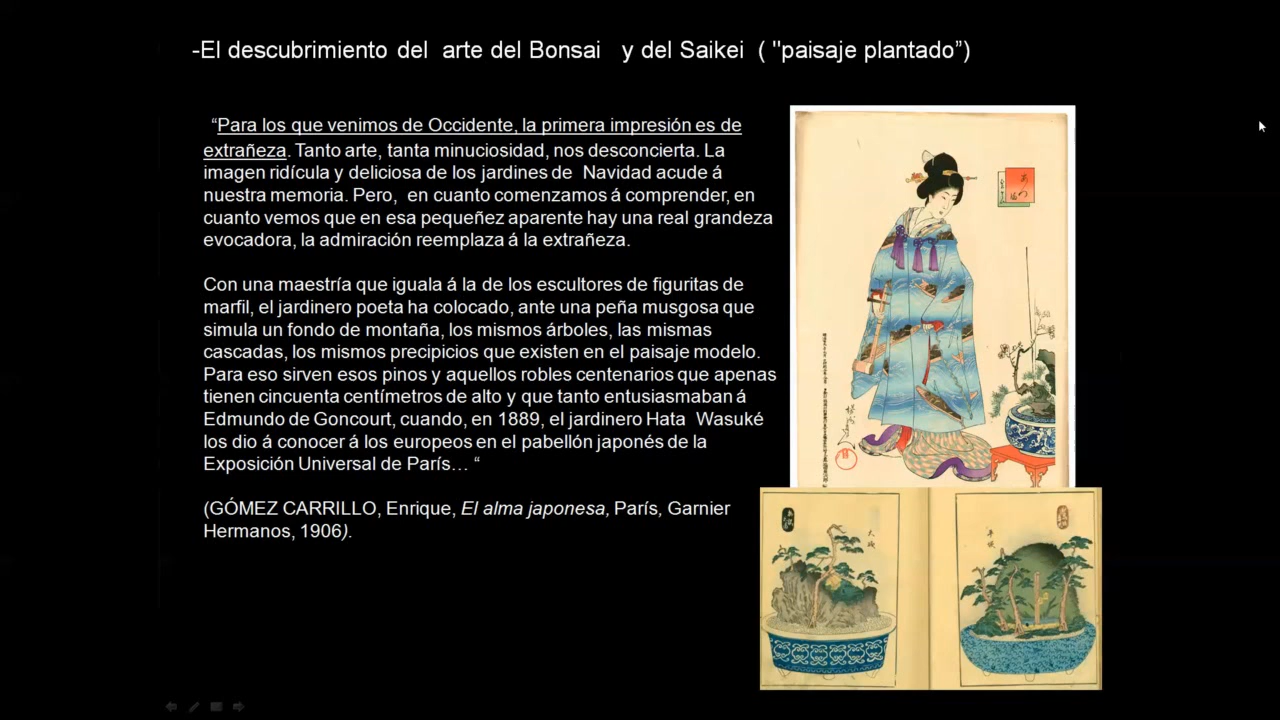 -El descubrimiento del arte del Bonsai y del Saikei ( "paisaje plantado”)
“Para los que venimos de Occidente, la primera impresión es de
extrañeza. Tanto arte, tanta minuciosidad, nos desconcierta. La
imagen ridícula y deliciosa de los jardines de Navidad acude á
nuestra memoria. Pero, en cuanto comenzamos á comprender, en
cuanto vemos que en esa pequeñez aparente hay una real grandeza
evocadora, la admiración reemplaza á la extrañeza.
Con una maestría que iguala á la de los escultores de figuritas de
marfil, el jardinero poeta ha colocado, ante una peña musgosa que
simula un fondo de montaña, los mismos árboles, las mismas
cascadas, los mismos precipicios que existen en el paisaje modelo.
Para eso sirven esos pinos y aquellos robles centenarios que apenas
tienen cincuenta centímetros de alto y que tanto entusiasmaban á
Edmundo de Goncourt, cuando, en 1889, el jardinero Hata Wasuké
los dio á conocer á los europeos en el pabellón japonés de la
Exposición Universal de París… “
(GÓMEZ CARRILLO, Enrique, El alma japonesa, París, Garnier
Hermanos, 1906).